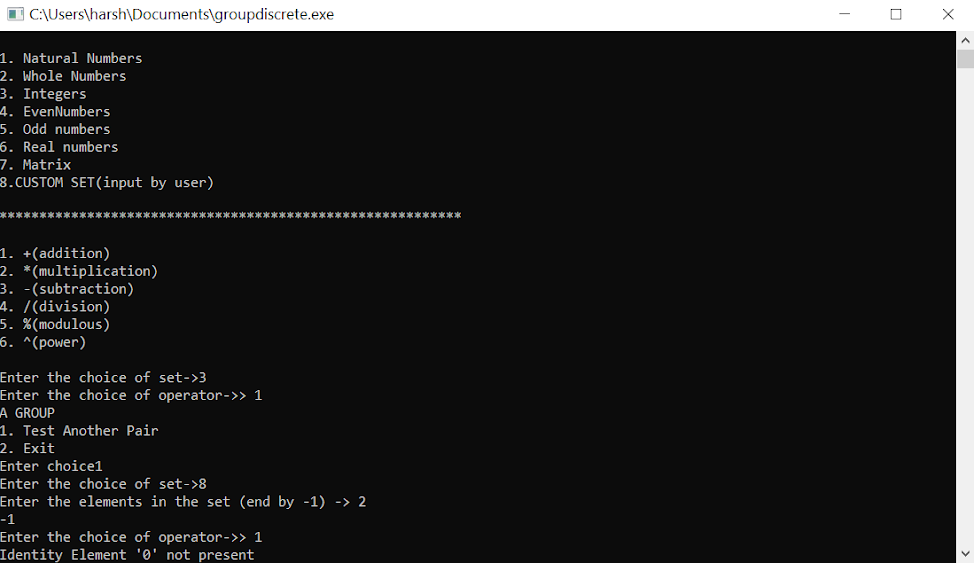 C:\Users\harsh\Documents\groupdiscrete.exe
1. Natural Numbers
2. Whole Numbers
3. Integers
4. EvenNumbers
5. Odd numbers
6. Real numbers
7. Matrix
8.CUSTOM SET(input by user)
**********************************************************
1. +(addition)
2. *(multiplication)
3. -(subtraction)
4. /(division)
5. %(modulous)
6. ^(power)
Enter the choice of set->3
Enter the choice of operator->> 1
A GROUP
1. Test Another Pair
2. Exit
Enter choice1
Enter the choice of set->8
Enter the elements in the set (end by -1) -> 2
-1
Enter the choice of operator->> 1
Identity Element '0' not present